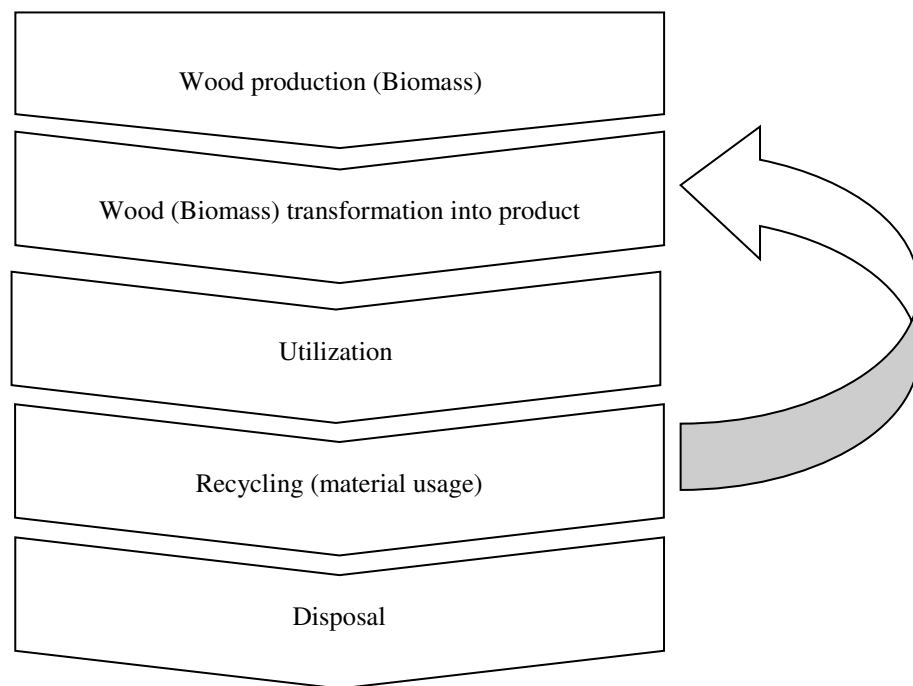 Wood production (Biomass)
Wood (Biomass) transformation into product
Utilization
Recycling (material usage)
Disposal